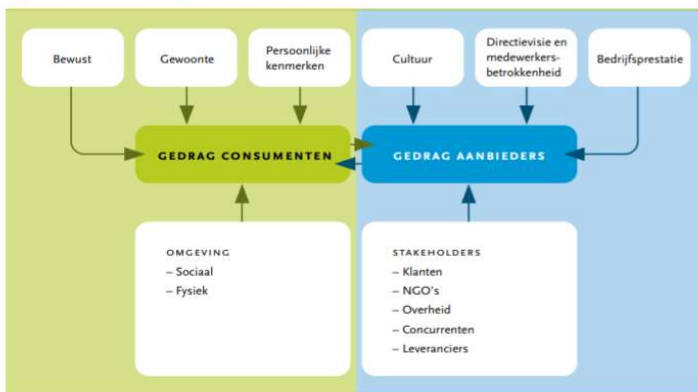 Bewust
Gewoonte
Persoonlijke
kenmerken
Cultuur
Directievisie en
medewerkers-
betrokkenheid
Bedrijfsprestatie
GEDRAG CONSUMENTEN
GEDRAG AANBIEDERS
OMGEVING
– Sociaal
– Fysiek
STAKEHOLDERS
– Klanten
– NGO's
– Overheid
– Concurrenten
– Leveranciers